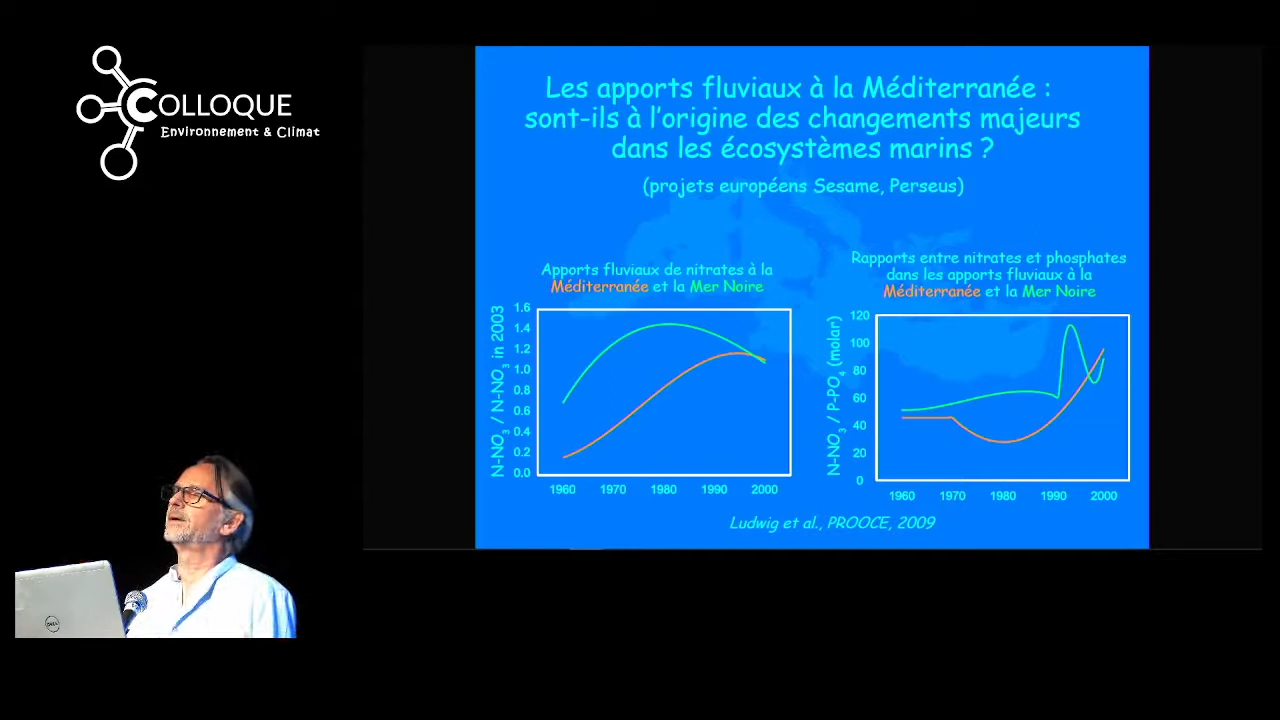 COLLOQUE
Environnement & Climat
Les apports fluviaux à la Méditerranée :
sont-ils à l'origine des changements majeurs
dans les écosystèmes marins ?
(projets européens Sesame, Perseus)
Apports fluviaux de nitrates à la
Méditerranée et la Mer Noire
N-NO3 / N-NO3 in 2003
1.6
1.4
1.2
1.0
0.8
0.6
0.4
0.2
0.0
1960 1970 1980 1990 2000
Rapports entre nitrates et phosphates
dans les apports fluviaux à la
Méditerranée et la Mer Noire
N-NO3 / P-PO4 (molar)
120
100
80
60
40
20
0
1960 1970 1980 1990 2000
Ludwig et al., PROOCE, 2009
DELL